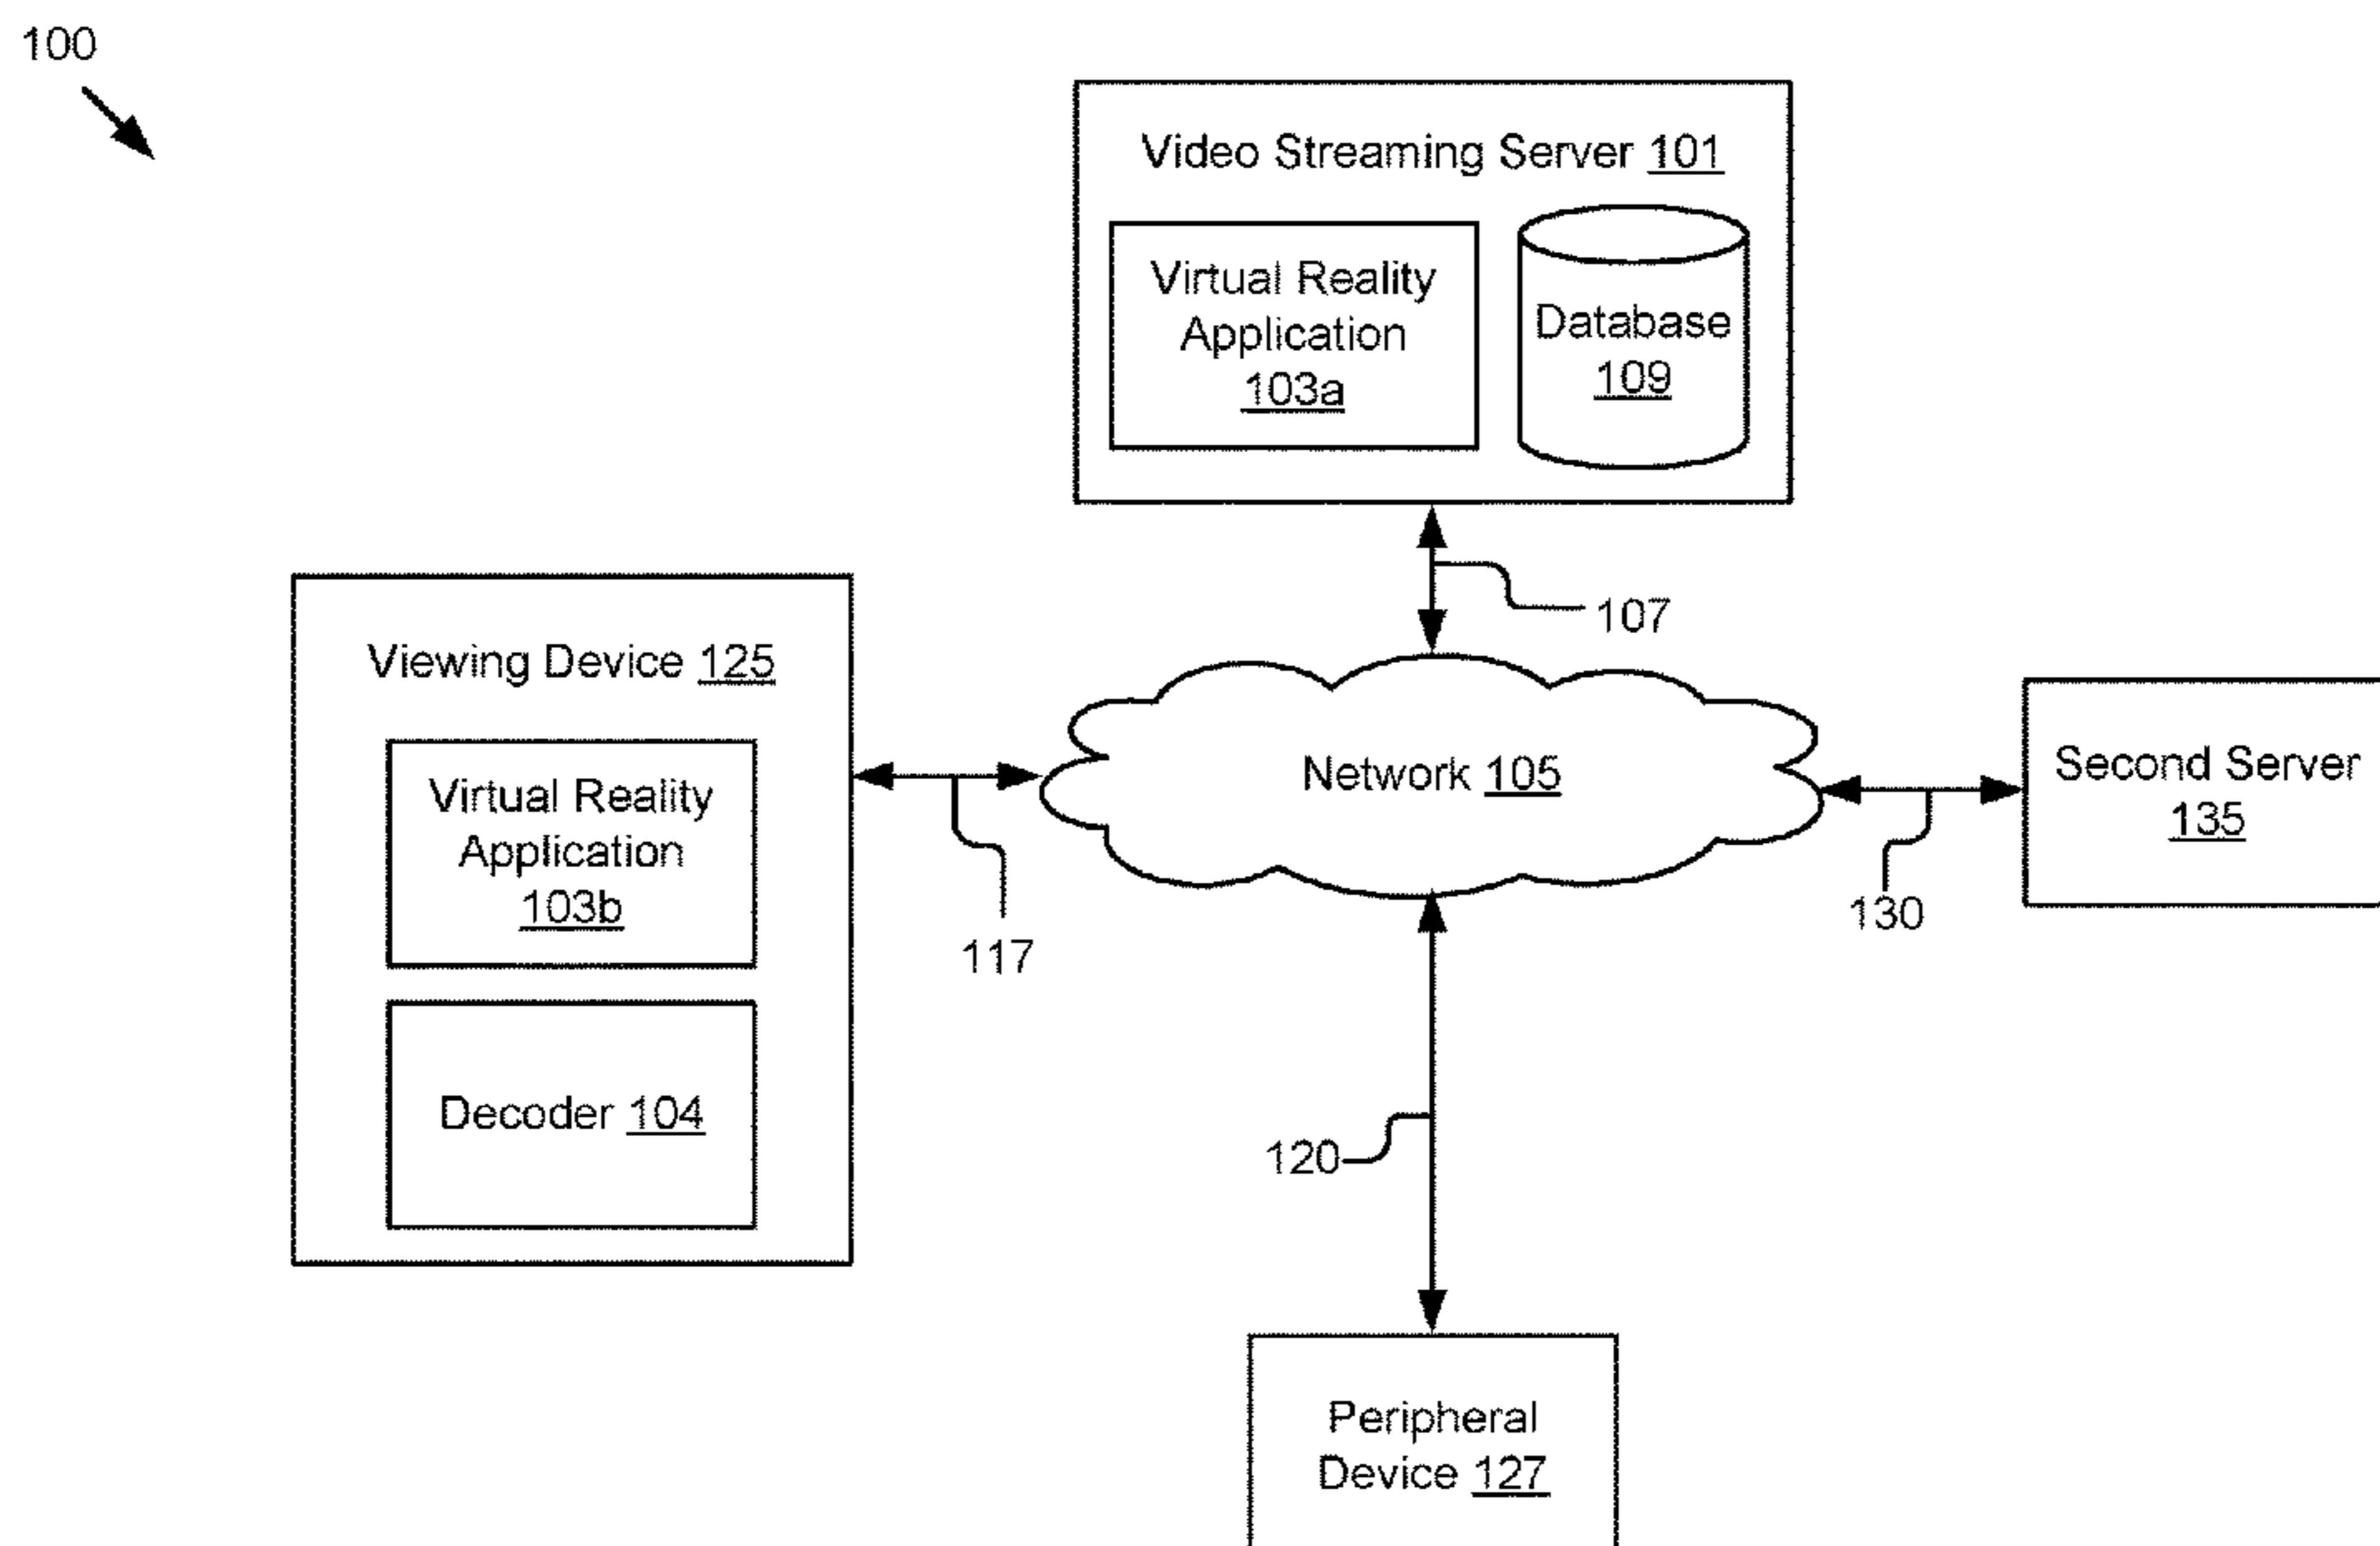 100
Video Streaming Server 101
Virtual Reality
Application
103a
Database
109
107
Viewing Device 125
Virtual Reality
Application
103b
Decoder 104
117
Network 105
Second Server
135
130
120
Peripheral
Device 127